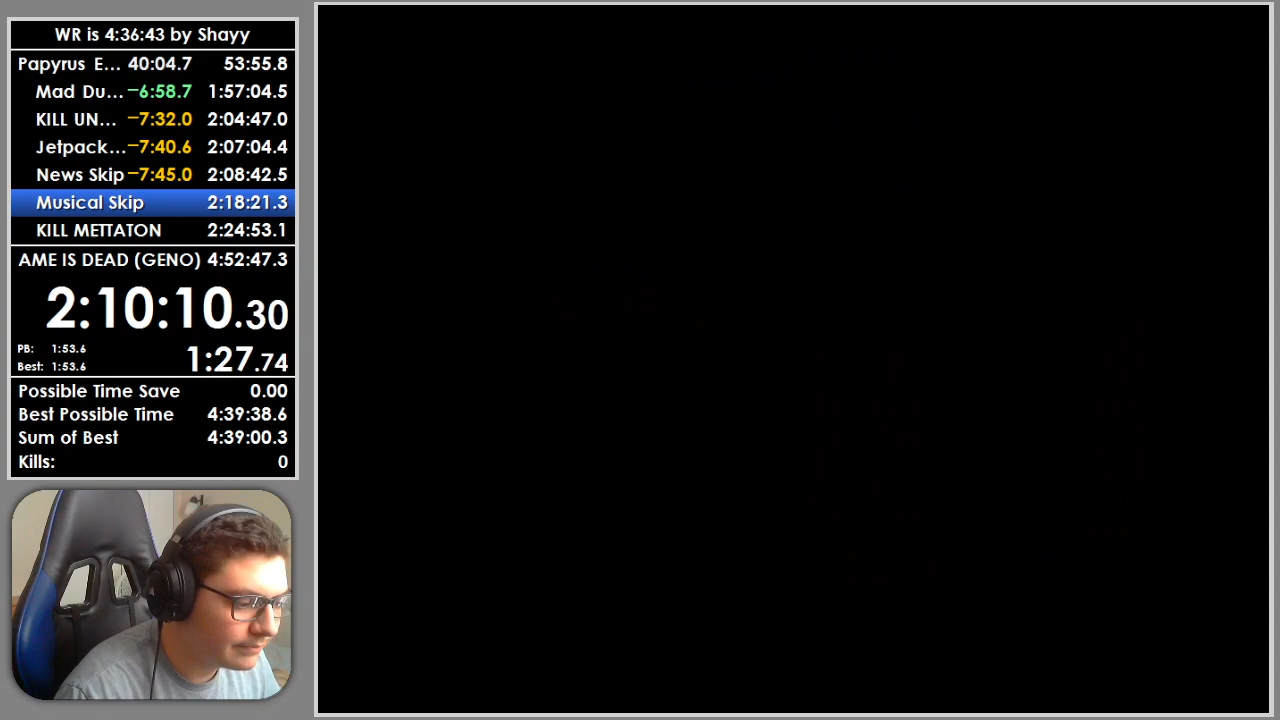 WR is 4:36:43 by Shayy
Papyrus E... 40:04.7 53:55.8
Mad Du... −6:58.7 1:57:04.5
KILL UN... −7:32.0 2:04:47.0
Jetpack... −7:40.6 2:07:04.4
News Skip −7:45.0 2:08:42.5
Musical Skip 2:18:21.3
KILL METTATON 2:24:53.1
AME IS DEAD (GENO) 4:52:47.3
2:10:10.30
PB: 1:53.6
Best: 1:53.6
1:27.74
Possible Time Save 0.00
Best Possible Time 4:39:38.6
Sum of Best 4:39:00.3
Kills: 0